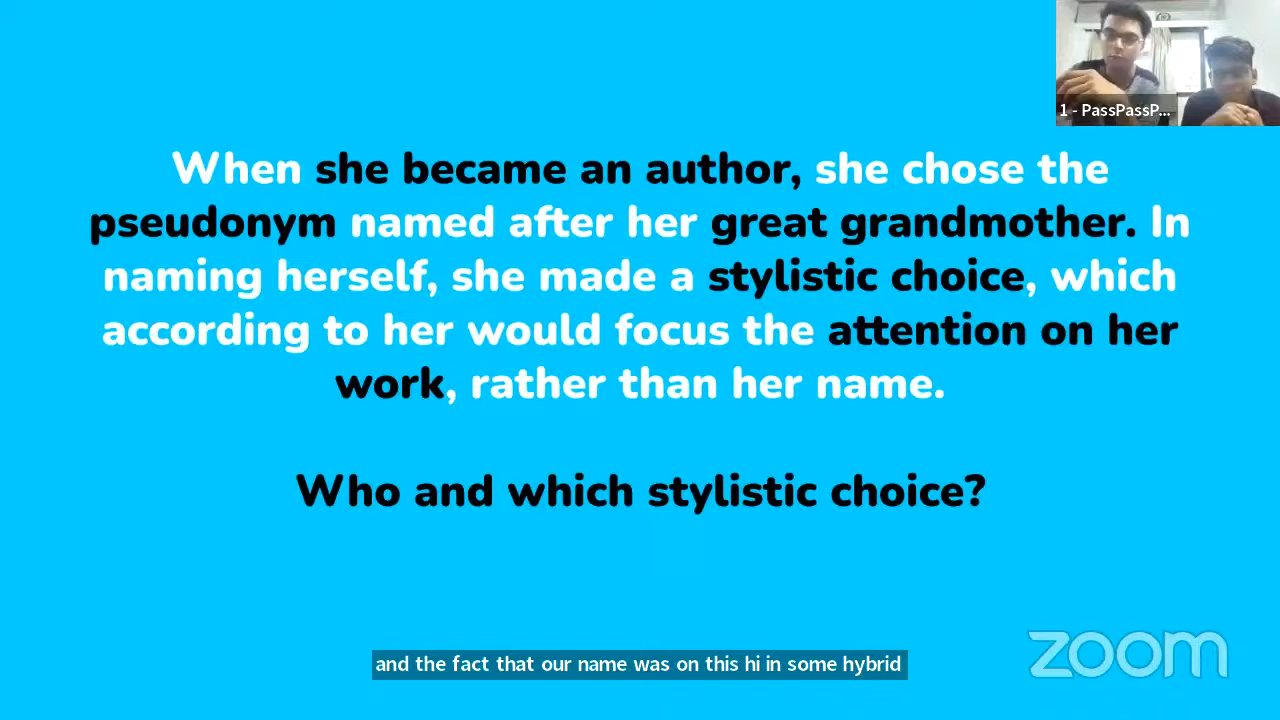 1 - PassPassP...
When she became an author, she chose the
pseudonym named after her great grandmother. In
naming herself, she made a stylistic choice, which
according to her would focus the attention on her
work, rather than her name.
Who and which stylistic choice?
and the fact that our name was on this hi in some hybrid
zoom